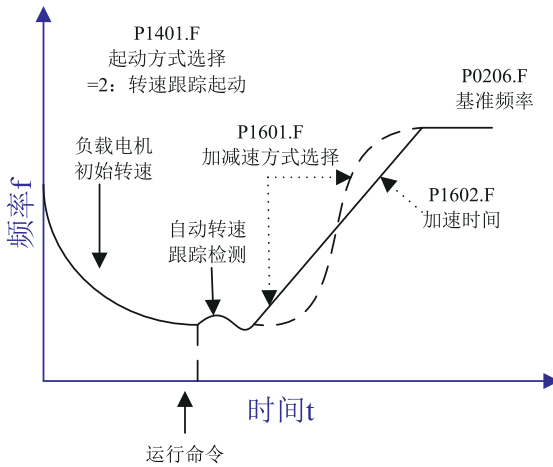 P1401.F
起动方式选择
=2：转速跟踪起动
P0206.F
基准频率
P1601.F
加减速方式选择
负载电机
初始转速
P1602.F
加速时间
自动转速
跟踪检测
频率f
时间t
运行命令